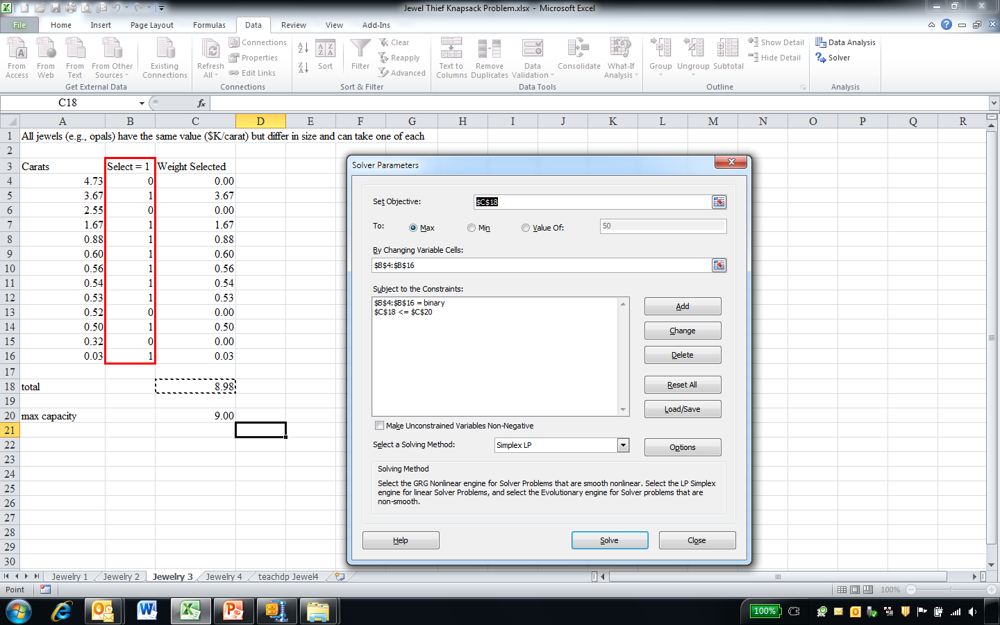 Jewel Thief Knapsack Problem.xlsx - Microsoft Excel
File Home Insert Page Layout Formulas Data Review View Add-Ins
From Access
From Web
From Text
From Other Sources
Existing Connections
Get External Data
Refresh All
Connections
Properties
Edit Links
Connections
Sort
Filter
Clear
Reapply
Advanced
Sort & Filter
Text to Columns
Remove Duplicates
Data Validation
Consolidate
What-If Analysis
Data Tools
Group
Ungroup
Subtotal
Show Detail
Hide Detail
Outline
Data Analysis
Solver
Analysis
C18 fx
A B C D E F G H I J K L M N O P Q R
1 All jewels (e.g., opals) have the same value ($K/carat) but differ in size and can take one of each
2
3 Carats Select = 1 Weight Selected
4 4.73 0 0.00
5 3.67 1 3.67
6 2.55 0 0.00
7 1.67 1 1.67
8 0.88 1 0.88
9 0.60 1 0.60
10 0.56 1 0.56
11 0.54 1 0.54
12 0.53 1 0.53
13 0.52 0 0.00
14 0.50 1 0.50
15 0.32 0 0.00
16 0.03 1 0.03
17
18 total 8.98
19
20 max capacity 9.00
21
22
23
24
25
26
27
28
29
30
Solver Parameters
Set Objective: $C$18
To: Max Min Value Of: 50
By Changing Variable Cells:
$B$4:$B$16
Subject to the Constraints:
$B$4:$B$16 = binary
$C$18 <= $C$20
Add
Change
Delete
Reset All
Load/Save
Make Unconstrained Variables Non-Negative
Select a Solving Method: Simplex LP
Options
Solving Method
Select the GRG Nonlinear engine for Solver Problems that are smooth nonlinear. Select the LP Simplex
engine for linear Solver Problems, and select the Evolutionary engine for Solver problems that are
non-smooth.
Help Solve Close
Jewelry 1 Jewelry 2 Jewelry 3 Jewelry 4 teachdp Jewel4
Point 100%
100%